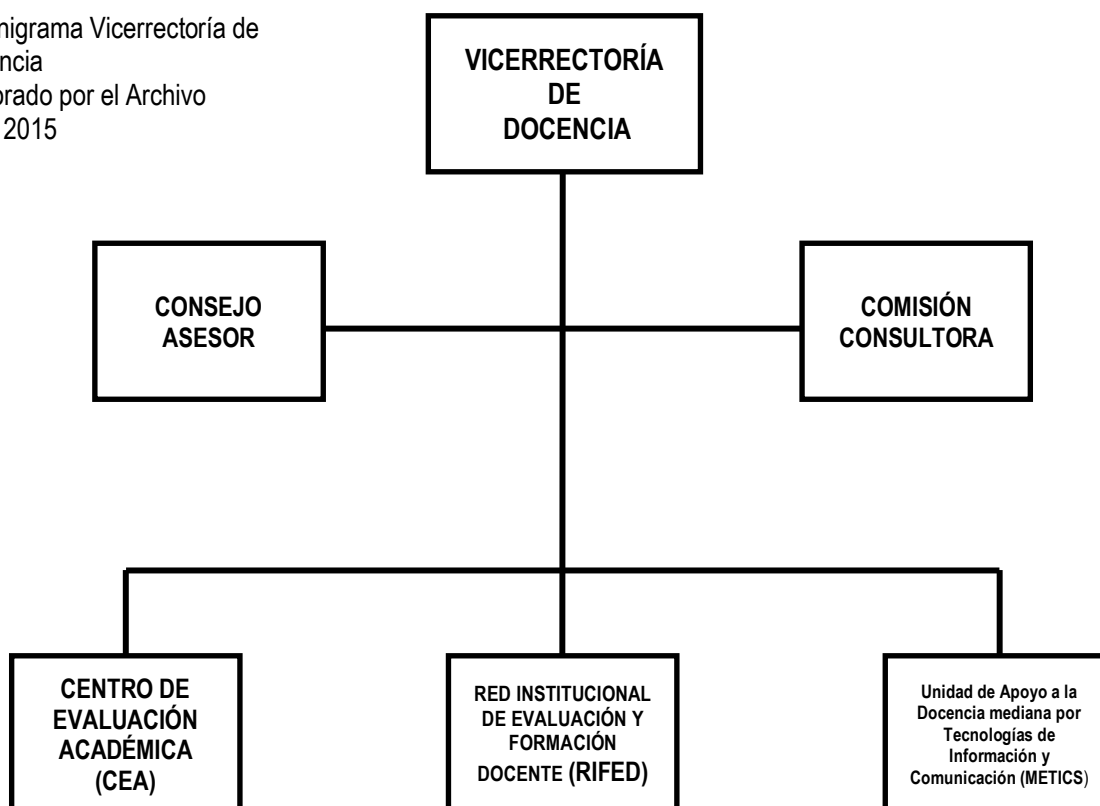 nigrama Vicerrectoría de
ncia
orado por el Archivo
2015
VICERRECTORÍA
DE
DOCENCIA
CONSEJO
ASESOR
COMISIÓN
CONSULTORA
CENTRO DE
EVALUACIÓN
ACADÉMICA
(CEA)
RED INSTITUCIONAL
DE EVALUACIÓN Y
FORMACIÓN
DOCENTE (RIFED)
Unidad de Apoyo a la
Docencia mediana por
Tecnologías de
Información y
Comunicación (METICS)